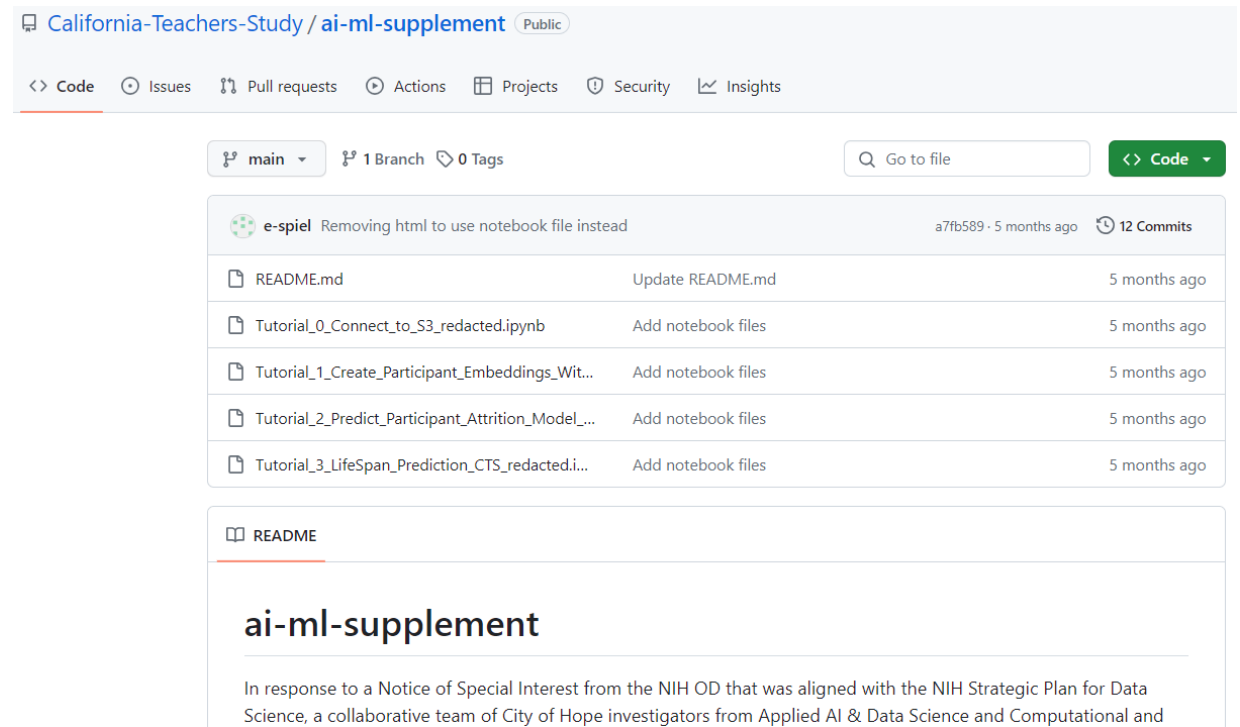 California-Teachers-Study / ai-ml-supplement Public
Code Issues Pull requests Actions Projects Security Insights
main 1 Branch 0 Tags Go to file Code
e-spiel Removing html to use notebook file instead a7fb589 · 5 months ago 12 Commits
README.md Update README.md 5 months ago
Tutorial_0_Connect_to_S3_redacted.ipynb Add notebook files 5 months ago
Tutorial_1_Create_Participant_Embeddings_Wit... Add notebook files 5 months ago
Tutorial_2_Predict_Participant_Attrition_Model_... Add notebook files 5 months ago
Tutorial_3_LifeSpan_Prediction_CTS_redacted.i... Add notebook files 5 months ago
README
ai-ml-supplement
In response to a Notice of Special Interest from the NIH OD that was aligned with the NIH Strategic Plan for Data
Science, a collaborative team of City of Hope investigators from Applied AI & Data Science and Computational and